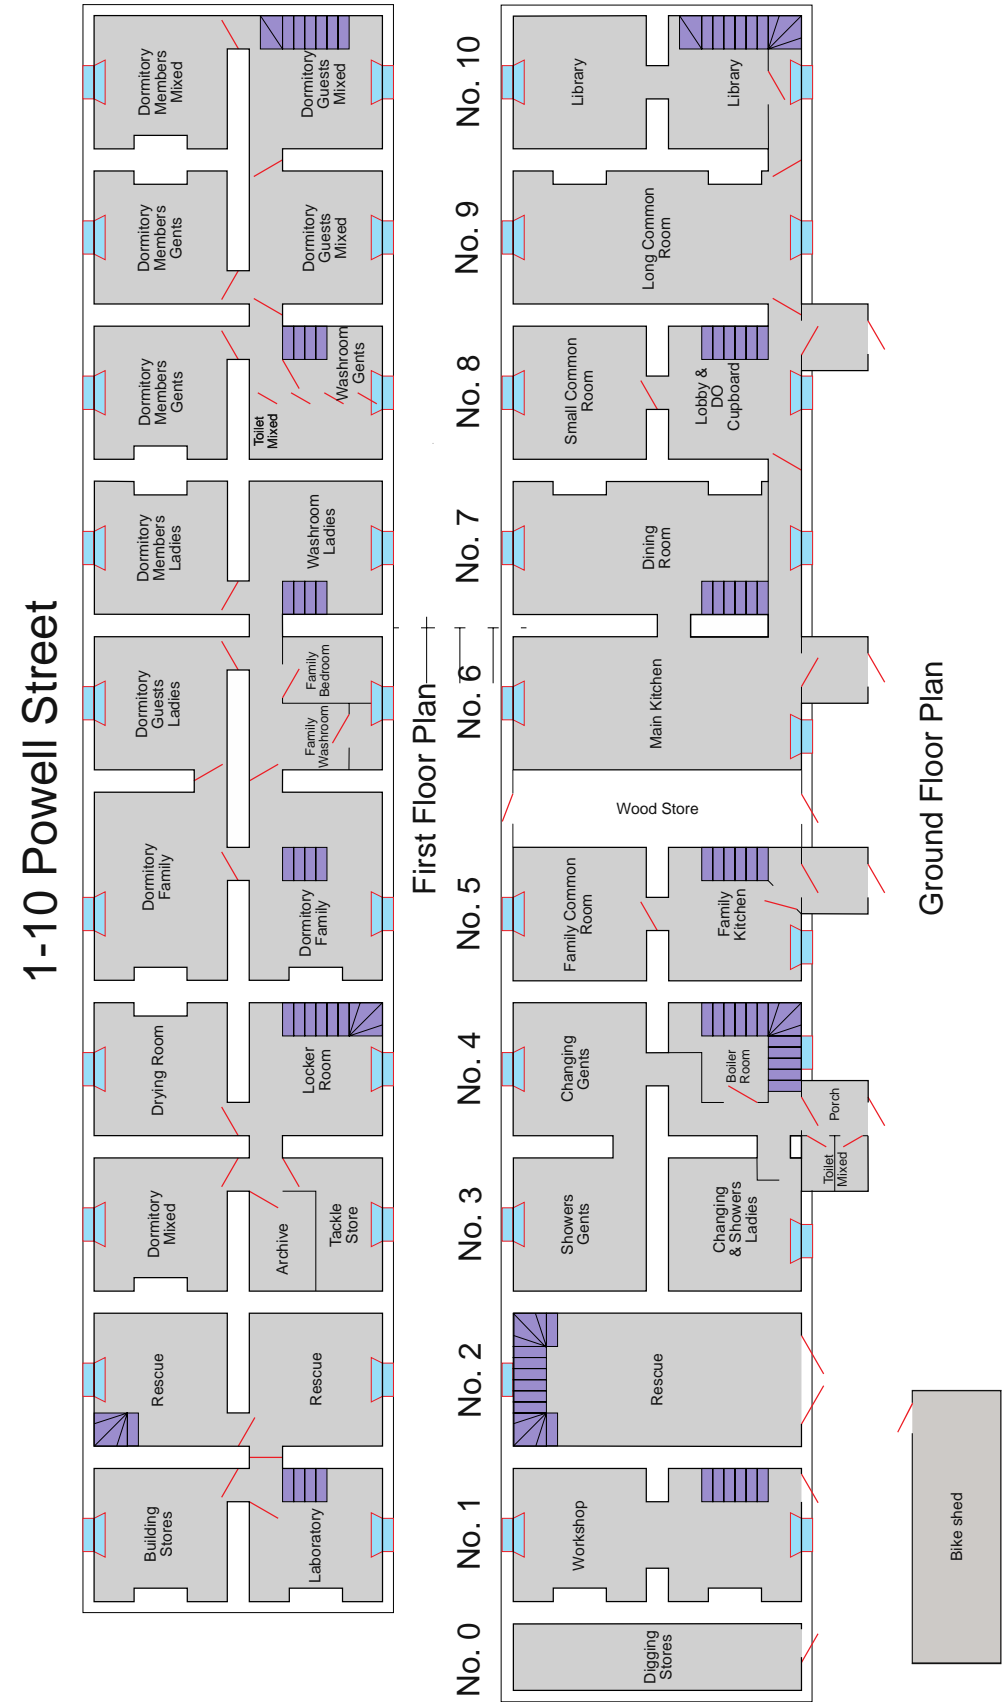 1-10 Powell Street
Building
Stores
Rescue
Dormitory
Mixed
Drying Room
Dormitory
Family
Dormitory
Guests
Ladies
Dormitory
Members
Ladies
Dormitory
Members
Gents
Dormitory
Members
Gents
Dormitory
Members
Mixed
Laboratory
Rescue
Archive
Tackle
Store
Locker
Room
Dormitory
Family
Family
Washroom
Family
Bedroom
Washroom
Ladies
Toilet
Mixed
Washroom
Gents
Dormitory
Guests
Mixed
Dormitory
Guests
Mixed
First Floor Plan
No. 0
No. 1
No. 2
No. 3
No. 4
No. 5
No. 6
No. 7
No. 8
No. 9
No. 10
Digging
Stores
Workshop
Rescue
Showers
Gents
Changing
Gents
Family Common
Room
Wood Store
Main Kitchen
Dining
Room
Small Common
Room
Long Common
Room
Library
Changing
& Showers
Ladies
Boiler
Room
Family
Kitchen
Lobby &
DO
Cupboard
Library
Toilet
Mixed
Porch
Ground Floor Plan
Bike shed